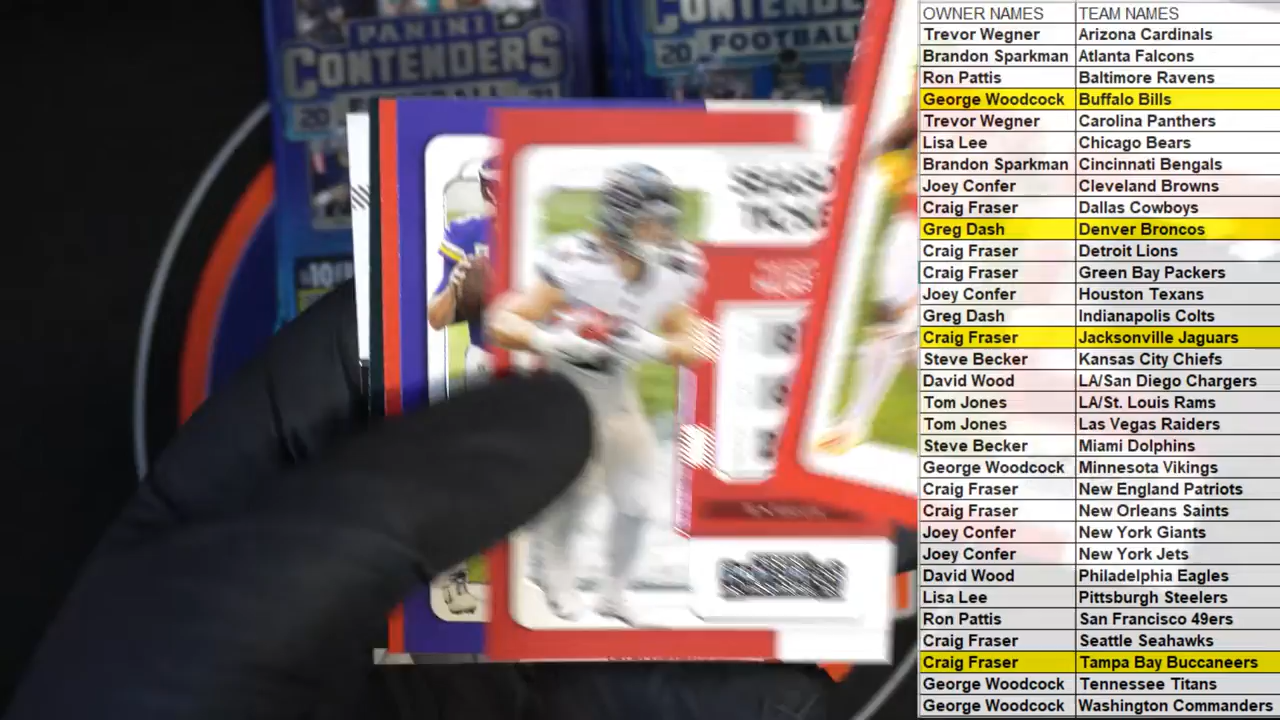 CONTENDERS
CONTENDE
20
FOOTBALL
20
$10
OWNER NAMES TEAM NAMES
Trevor Wegner Arizona Cardinals
Brandon Sparkman Atlanta Falcons
Ron Pattis Baltimore Ravens
George Woodcock Buffalo Bills
Trevor Wegner Carolina Panthers
Lisa Lee Chicago Bears
Brandon Sparkman Cincinnati Bengals
Joey Confer Cleveland Browns
Craig Fraser Dallas Cowboys
Greg Dash Denver Broncos
Craig Fraser Detroit Lions
Craig Fraser Green Bay Packers
Joey Confer Houston Texans
Greg Dash Indianapolis Colts
Craig Fraser Jacksonville Jaguars
Steve Becker Kansas City Chiefs
David Wood LA/San Diego Chargers
Tom Jones LA/St. Louis Rams
Tom Jones Las Vegas Raiders
Steve Becker Miami Dolphins
George Woodcock Minnesota Vikings
Craig Fraser New England Patriots
Craig Fraser New Orleans Saints
Joey Confer New York Giants
Joey Confer New York Jets
David Wood Philadelphia Eagles
Lisa Lee Pittsburgh Steelers
Ron Pattis San Francisco 49ers
Craig Fraser Seattle Seahawks
Craig Fraser Tampa Bay Buccaneers
George Woodcock Tennessee Titans
George Woodcock Washington Commanders